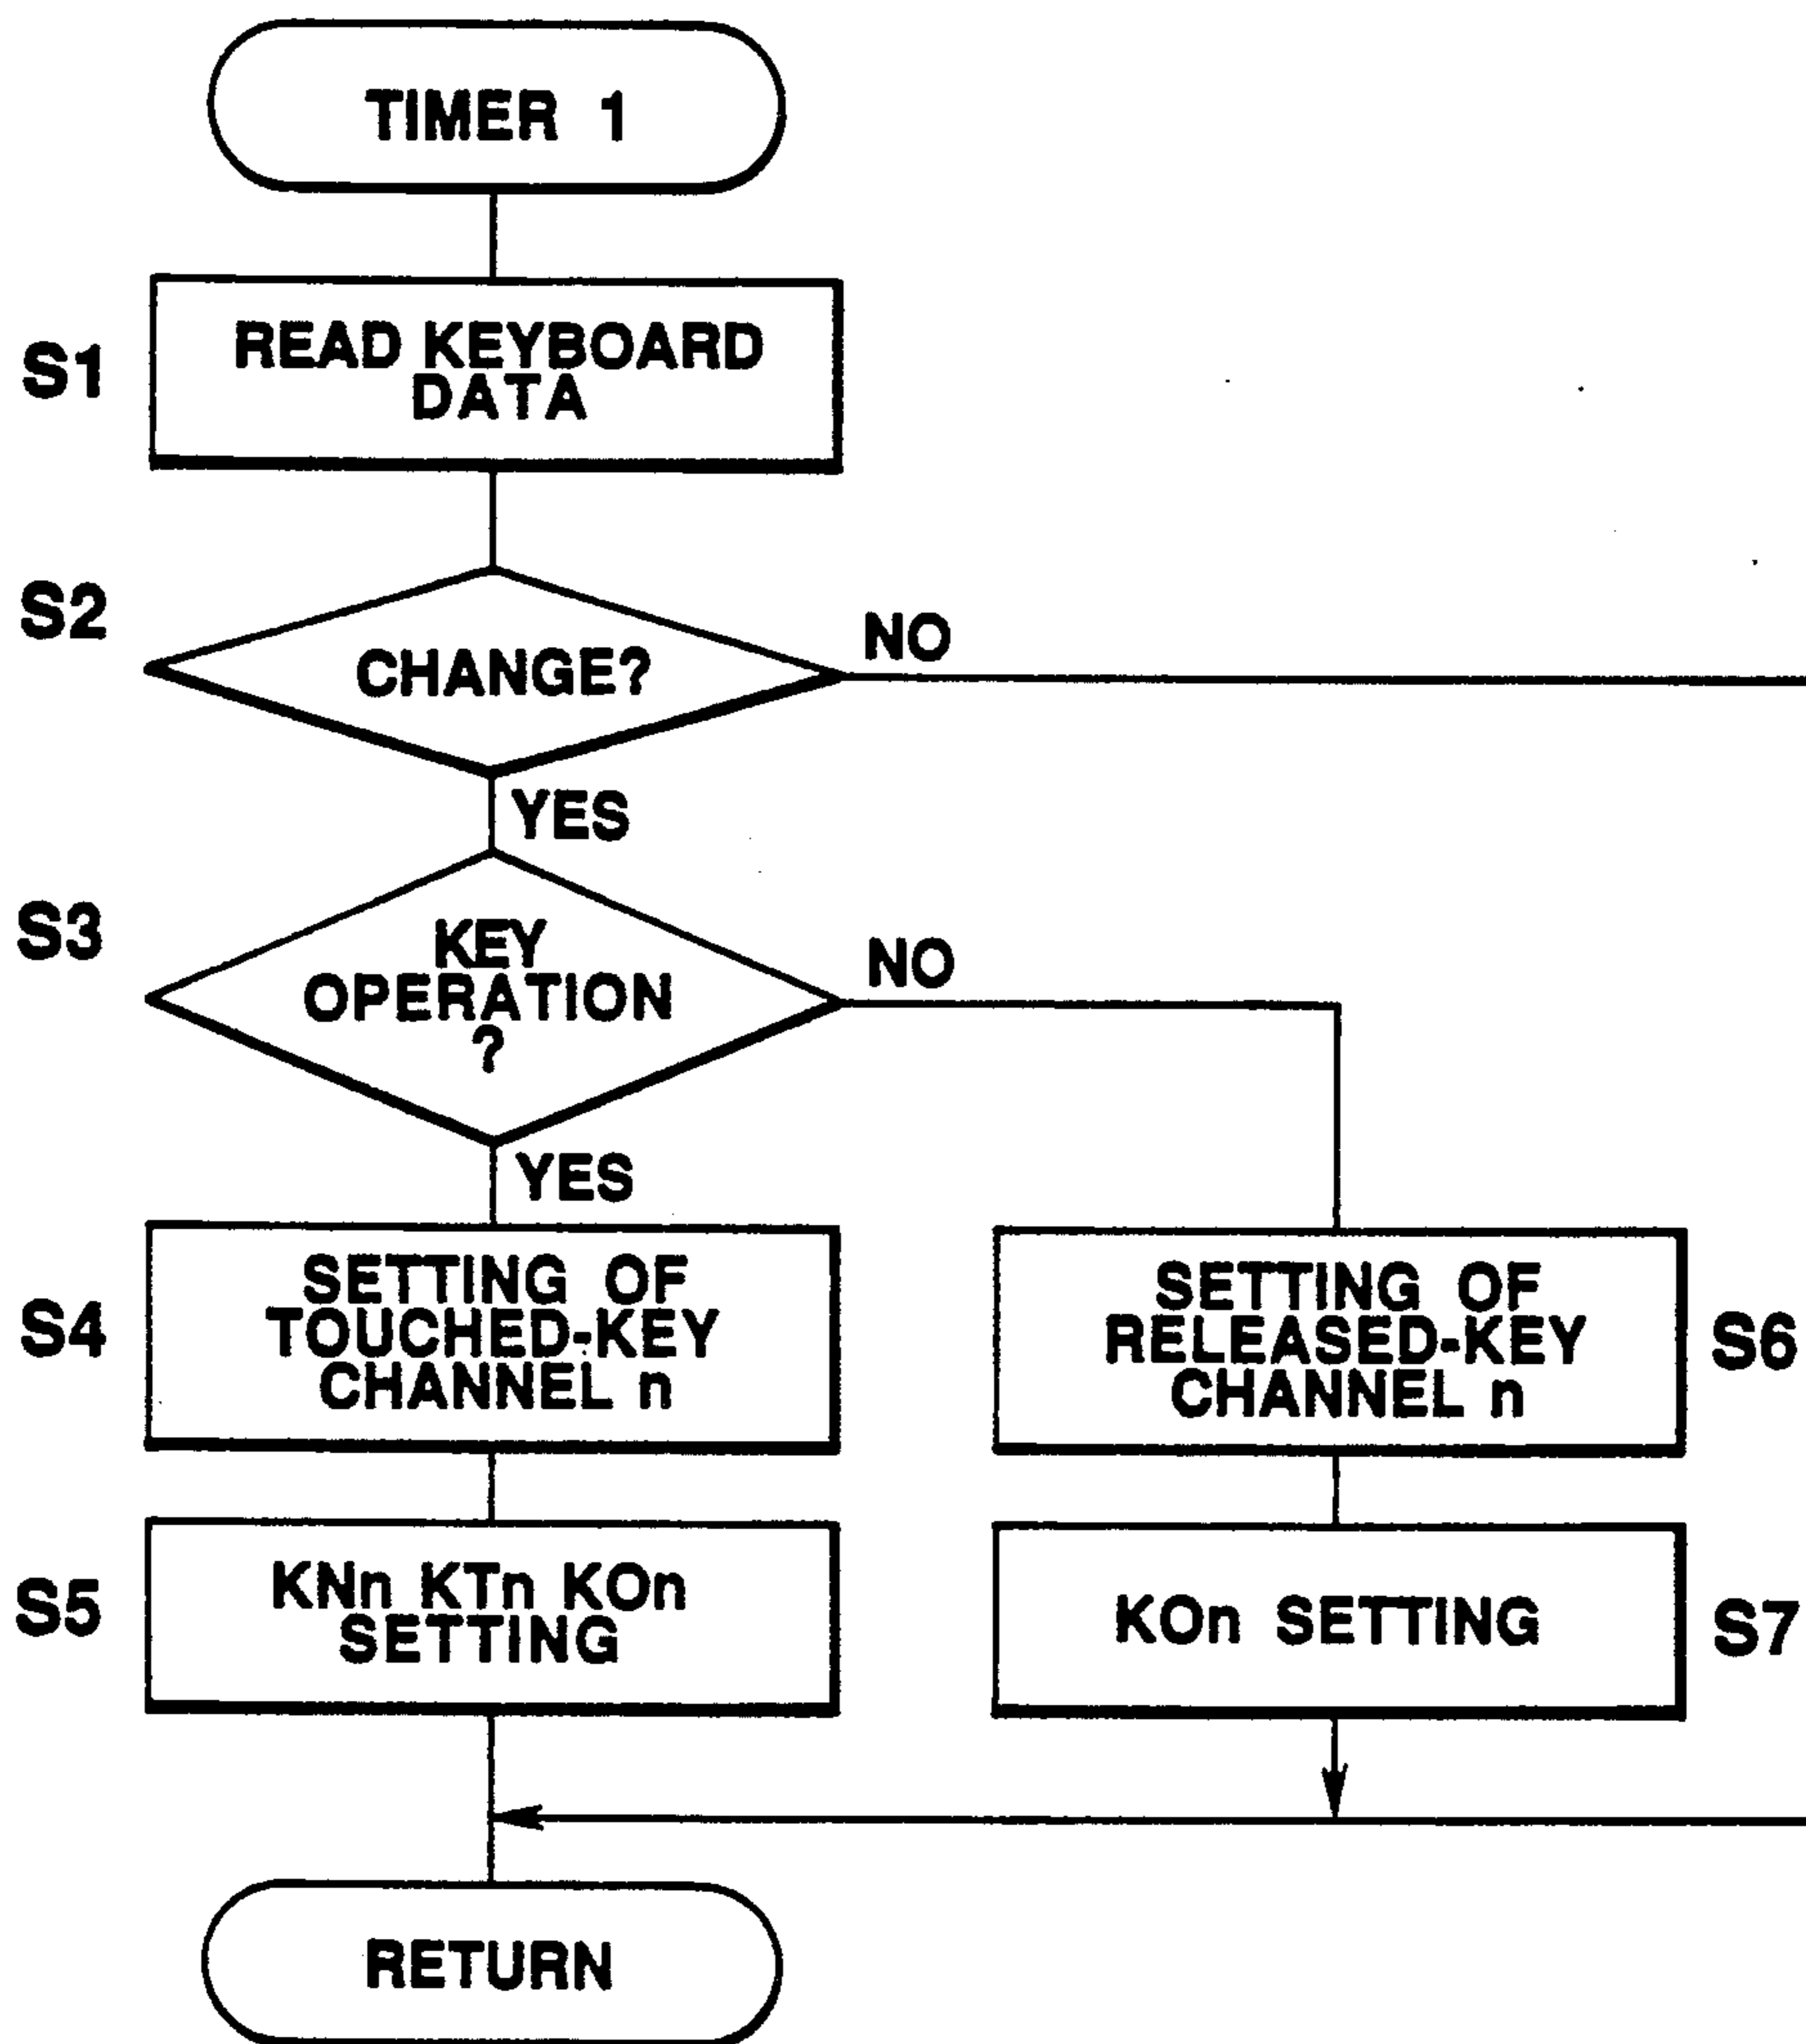 TIMER 1
S1
READ KEYBOARD
DATA
S2
CHANGE?
NO
YES
S3
KEY
OPERATION
?
NO
YES
S4
SETTING OF
TOUCHED-KEY
CHANNEL n
SETTING OF
RELEASED-KEY
CHANNEL n
S6
S5
KNn KTn KOn
SETTING
KOn SETTING
S7
RETURN